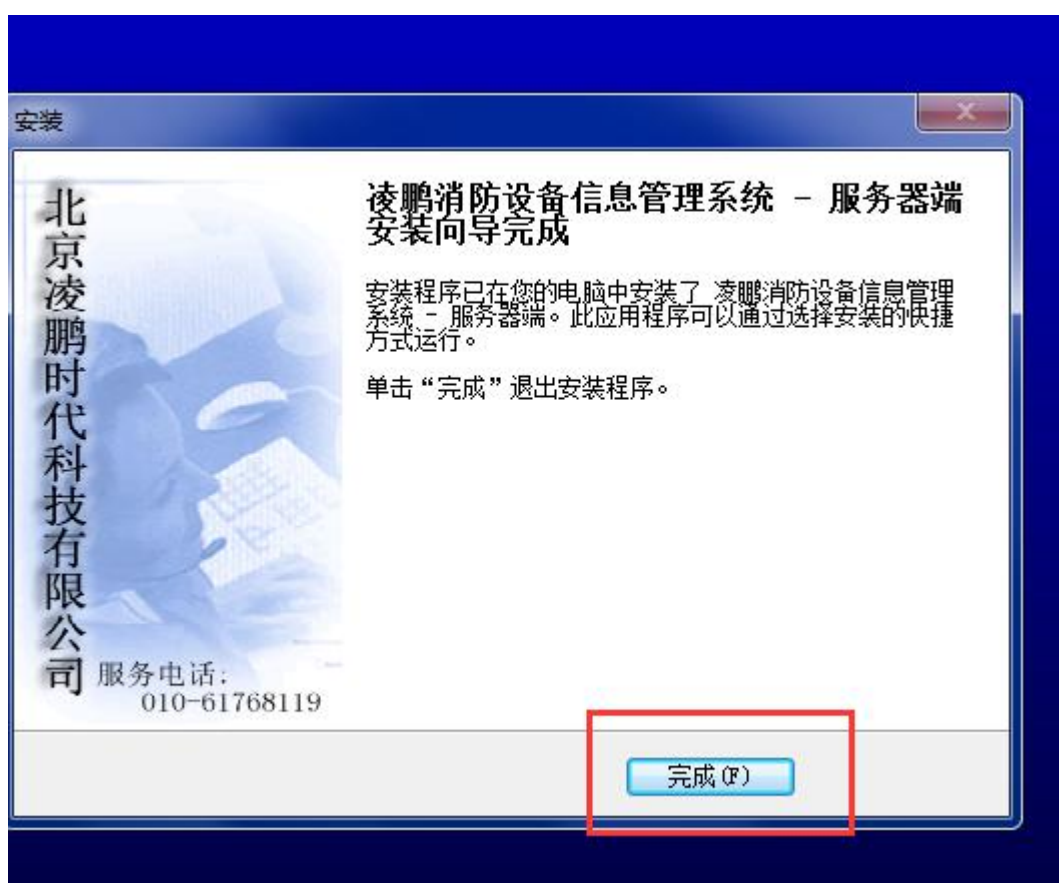 安装
北京凌鹏时代科技有限公司
服务电话:
010-61768119
凌鹏消防设备信息管理系统 - 服务器端
安装向导完成
安装程序已在您的电脑中安装了 凌鹏消防设备信息管理
系统 - 服务器端。此应用程序可以通过选择安装的快捷
方式运行。
单击“完成”退出安装程序。
完成(F)